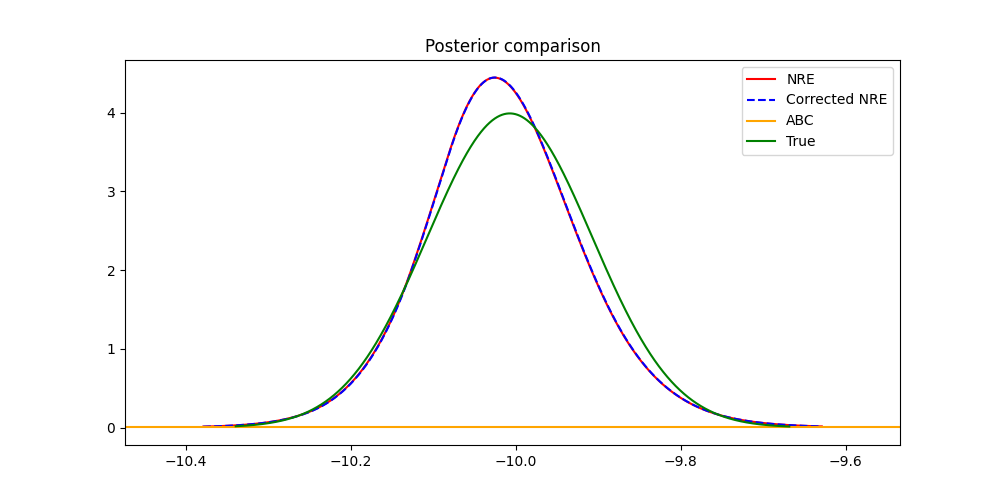 Posterior comparison
NRE
Corrected NRE
ABC
True
4
3
2
1
0
−10.4 −10.2 −10.0 −9.8 −9.6